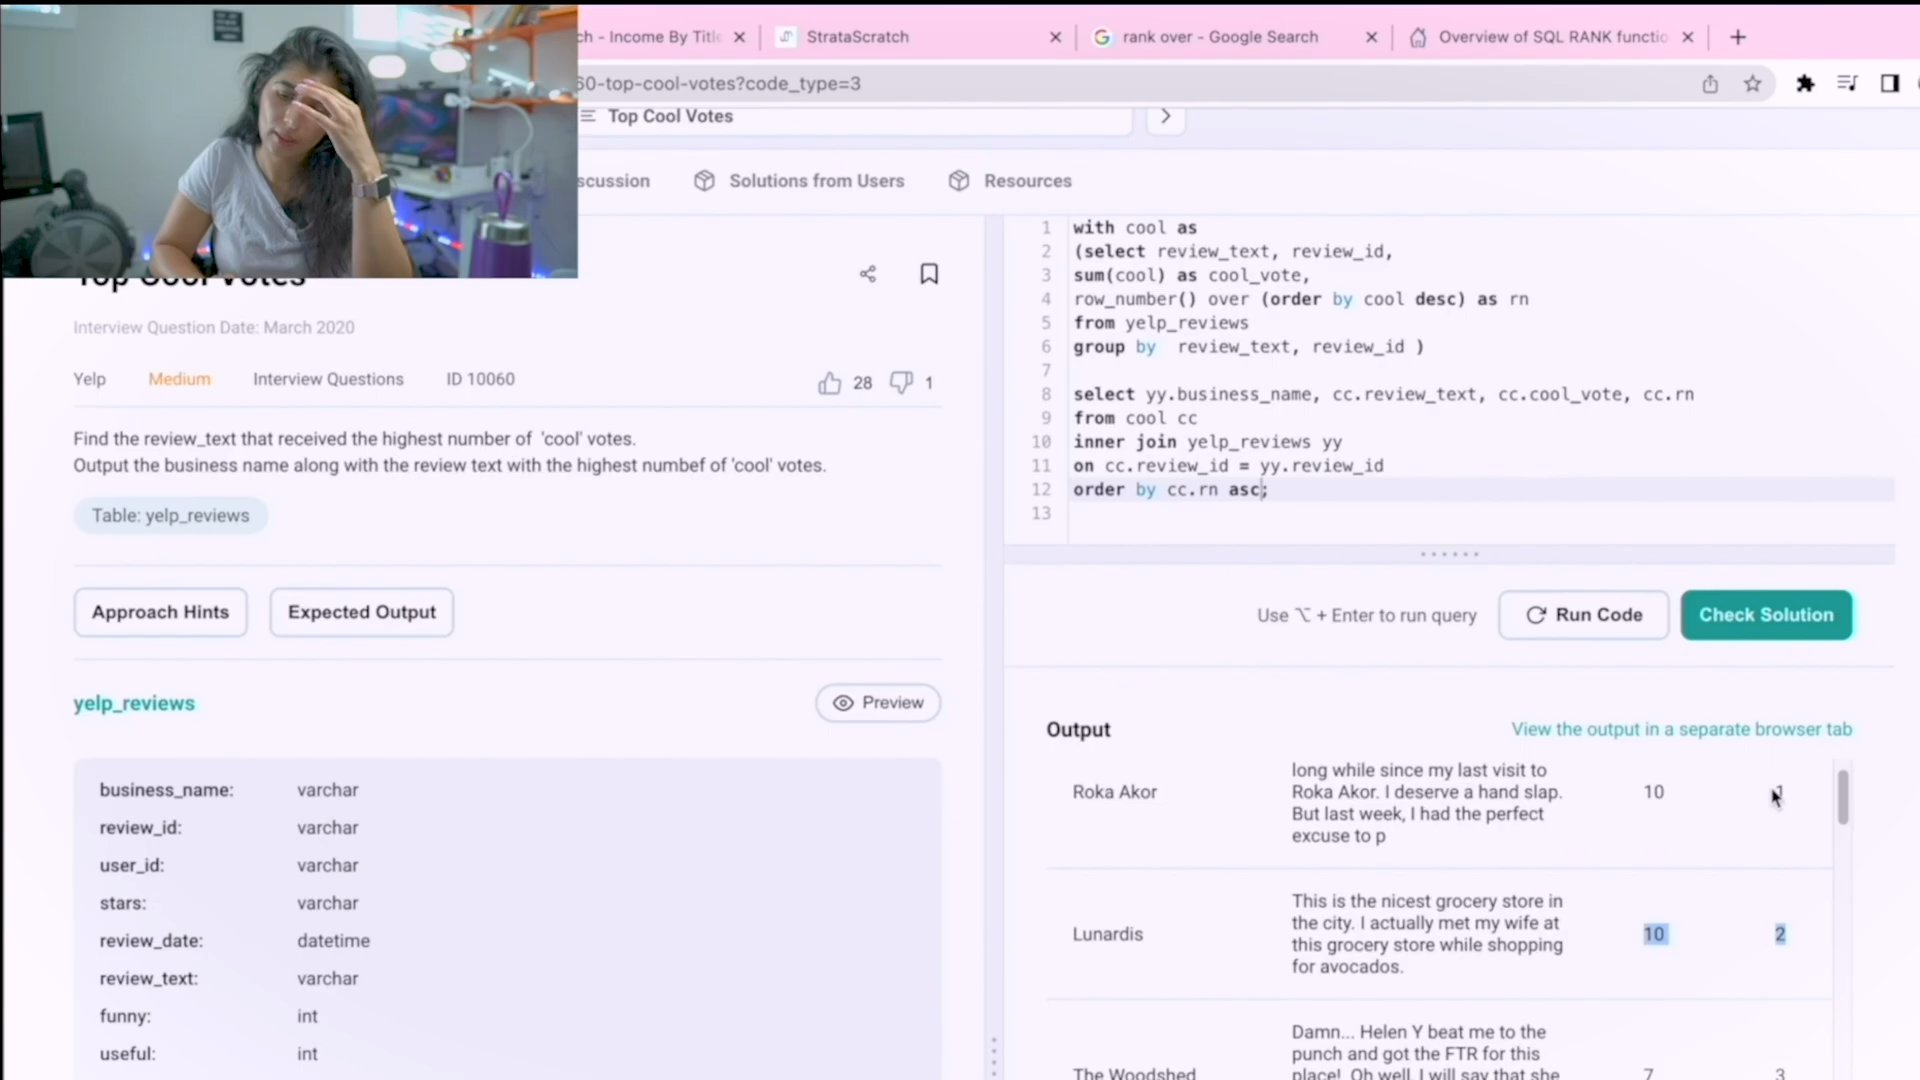 ch - Income By Title
StrataScratch
rank over - Google Search
Overview of SQL RANK functio
60-top-cool-votes?code_type=3
Top Cool Votes
scussion
Solutions from Users
Resources
Top Cool Votes
Interview Question Date: March 2020
Yelp
Medium
Interview Questions
ID 10060
28
1
Find the review_text that received the highest number of 'cool' votes.
Output the business name along with the review text with the highest numbef of 'cool' votes.
Table: yelp_reviews
Approach Hints
Expected Output
yelp_reviews
Preview
business_name: varchar
review_id: varchar
user_id: varchar
stars: varchar
review_date: datetime
review_text: varchar
funny: int
useful: int
1 with cool as
2 (select review_text, review_id,
3 sum(cool) as cool_vote,
4 row_number() over (order by cool desc) as rn
5 from yelp_reviews
6 group by  review_text, review_id )
7
8 select yy.business_name, cc.review_text, cc.cool_vote, cc.rn
9 from cool cc
10 inner join yelp_reviews yy
11 on cc.review_id = yy.review_id
12 order by cc.rn asc;
13
Use ⌥ + Enter to run query
Run Code
Check Solution
Output
View the output in a separate browser tab
Roka Akor
long while since my last visit to
Roka Akor. I deserve a hand slap.
But last week, I had the perfect
excuse to p
10
1
Lunardis
This is the nicest grocery store in
the city. I actually met my wife at
this grocery store while shopping
for avocados.
10
2
The Woodshed
Damn... Helen Y beat me to the
punch and got the FTR for this
place! Oh well, I will say that she
7
3